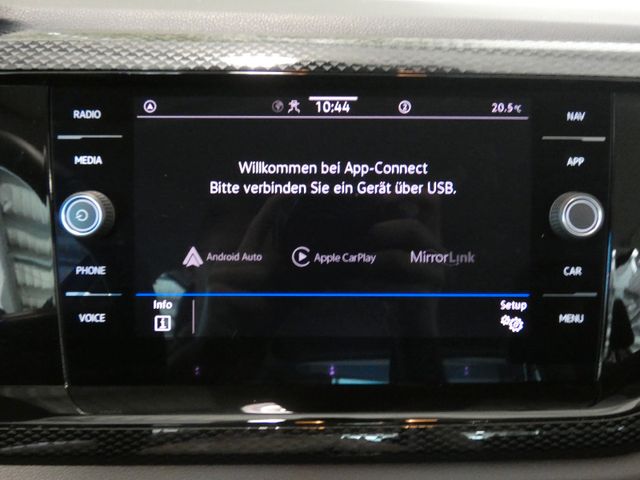 RADIO
MEDIA
PHONE
VOICE
10:44
2
20.5°C
Willkommen bei App-Connect
Bitte verbinden Sie ein Gerät über USB.
Android Auto
Apple CarPlay
MirrorLink
Info
Setup
NAV
APP
CAR
MENU